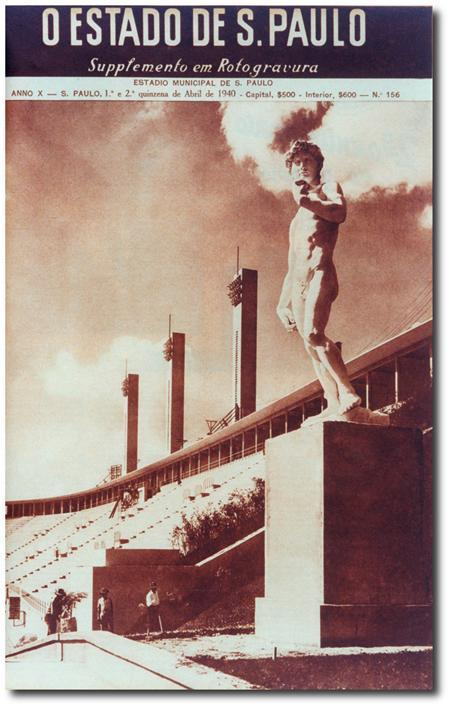 O ESTADO DE S. PAULO
Supplemento em Rotogravura
ESTADIO MUNICIPAL DE S. PAULO
ANNO X — S. PAULO, 1.ª e 2.ª quinzena de Abril de 1940 - Capital, $500 - Interior, $600 — N.º 156